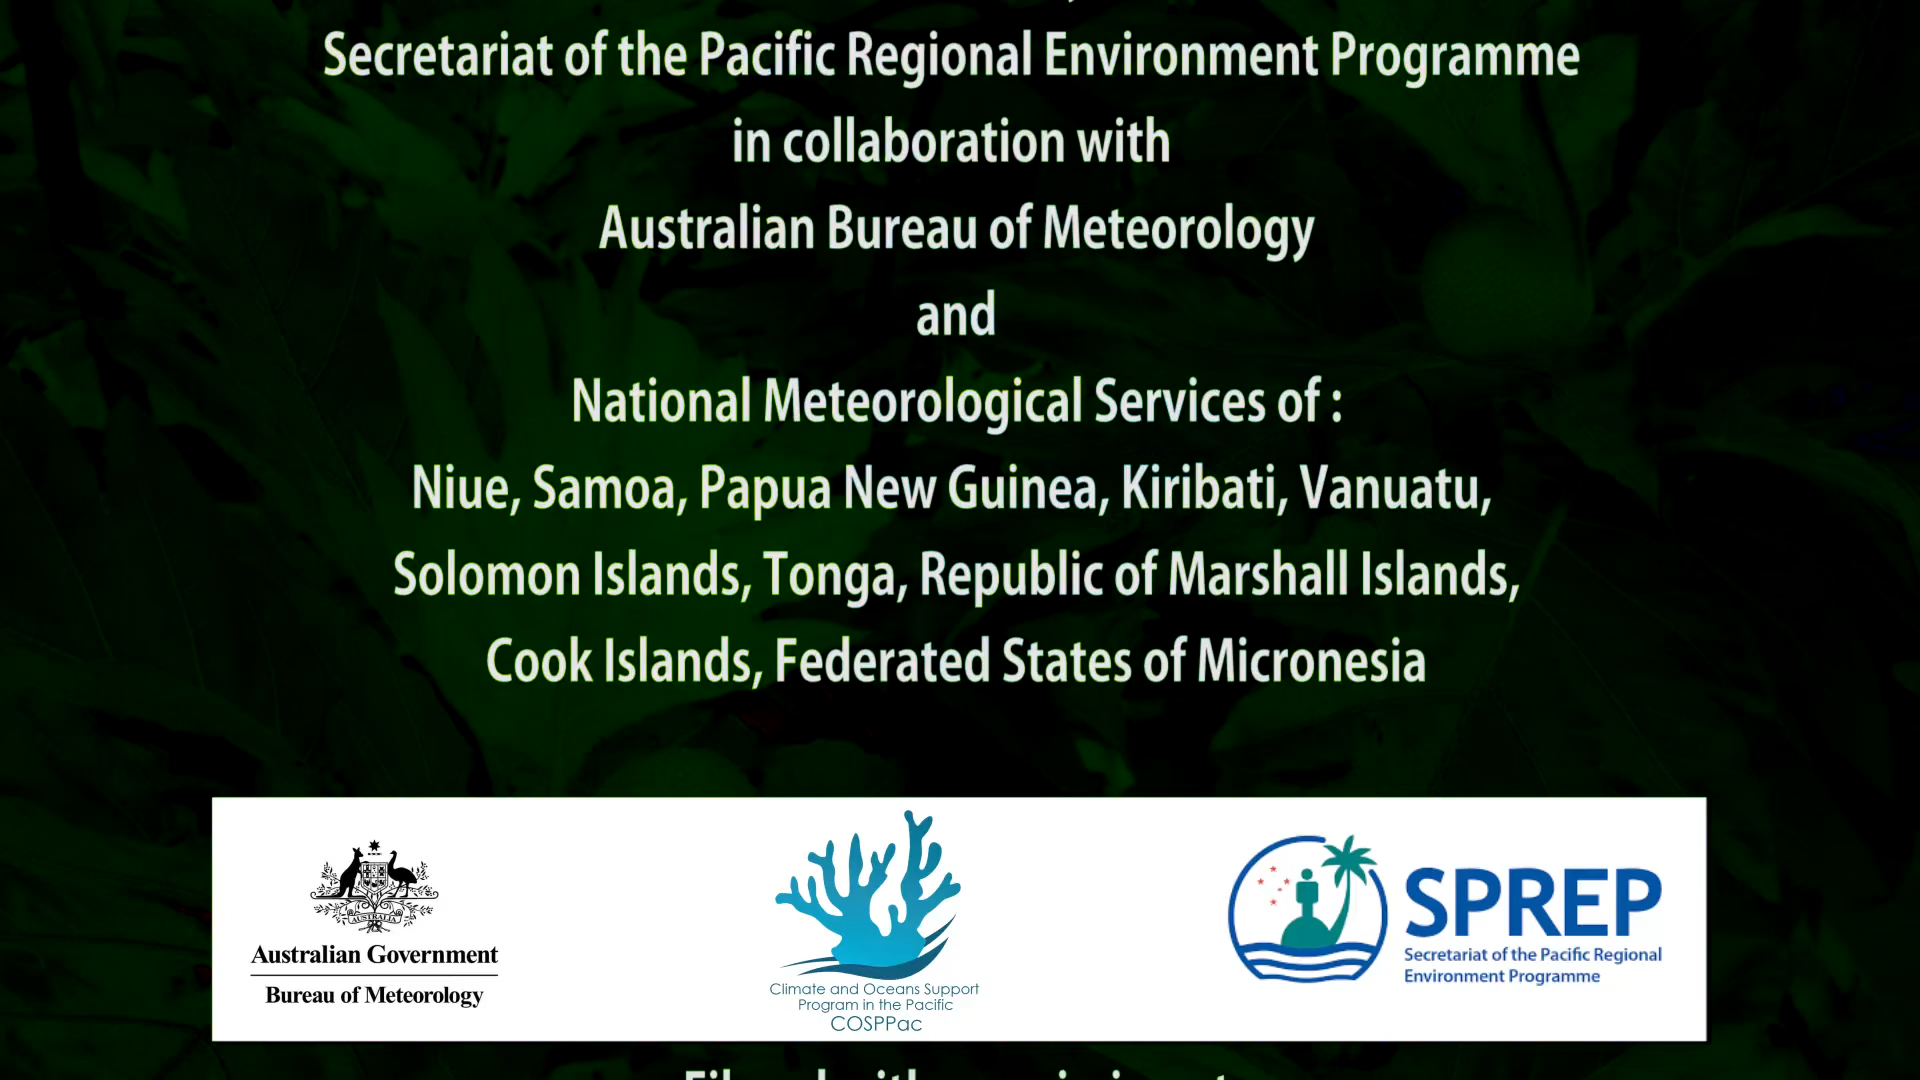 Secretariat of the Pacific Regional Environment Programme
in collaboration with
Australian Bureau of Meteorology
and
National Meteorological Services of :
Niue, Samoa, Papua New Guinea, Kiribati, Vanuatu,
Solomon Islands, Tonga, Republic of Marshall Islands,
Cook Islands, Federated States of Micronesia
AUSTRALIA
Australian Government
Bureau of Meteorology
Climate and Oceans Support
Program in the Pacific
COSPPac
SPREP
Secretariat of the Pacific Regional
Environment Programme